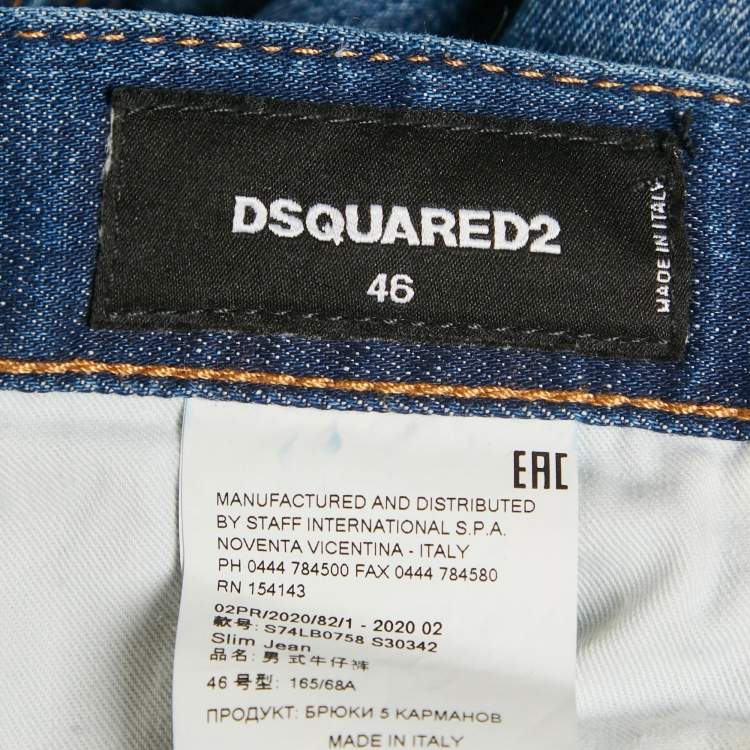 DSQUARED2
46
MADE IN ITALY
EAC
MANUFACTURED AND DISTRIBUTED
BY STAFF INTERNATIONAL S.P.A.
NOVENTA VICENTINA - ITALY
PH 0444 784500 FAX 0444 784580
RN 154143
02PR/2020/82/1 - 2020 02
款号: S74LB0758 S30342
Slim Jean
品名: 男式牛仔裤
46 号型: 165/68A
ПРОДУКТ: БРЮКИ 5 КАРМАНОВ
MADE IN ITALY